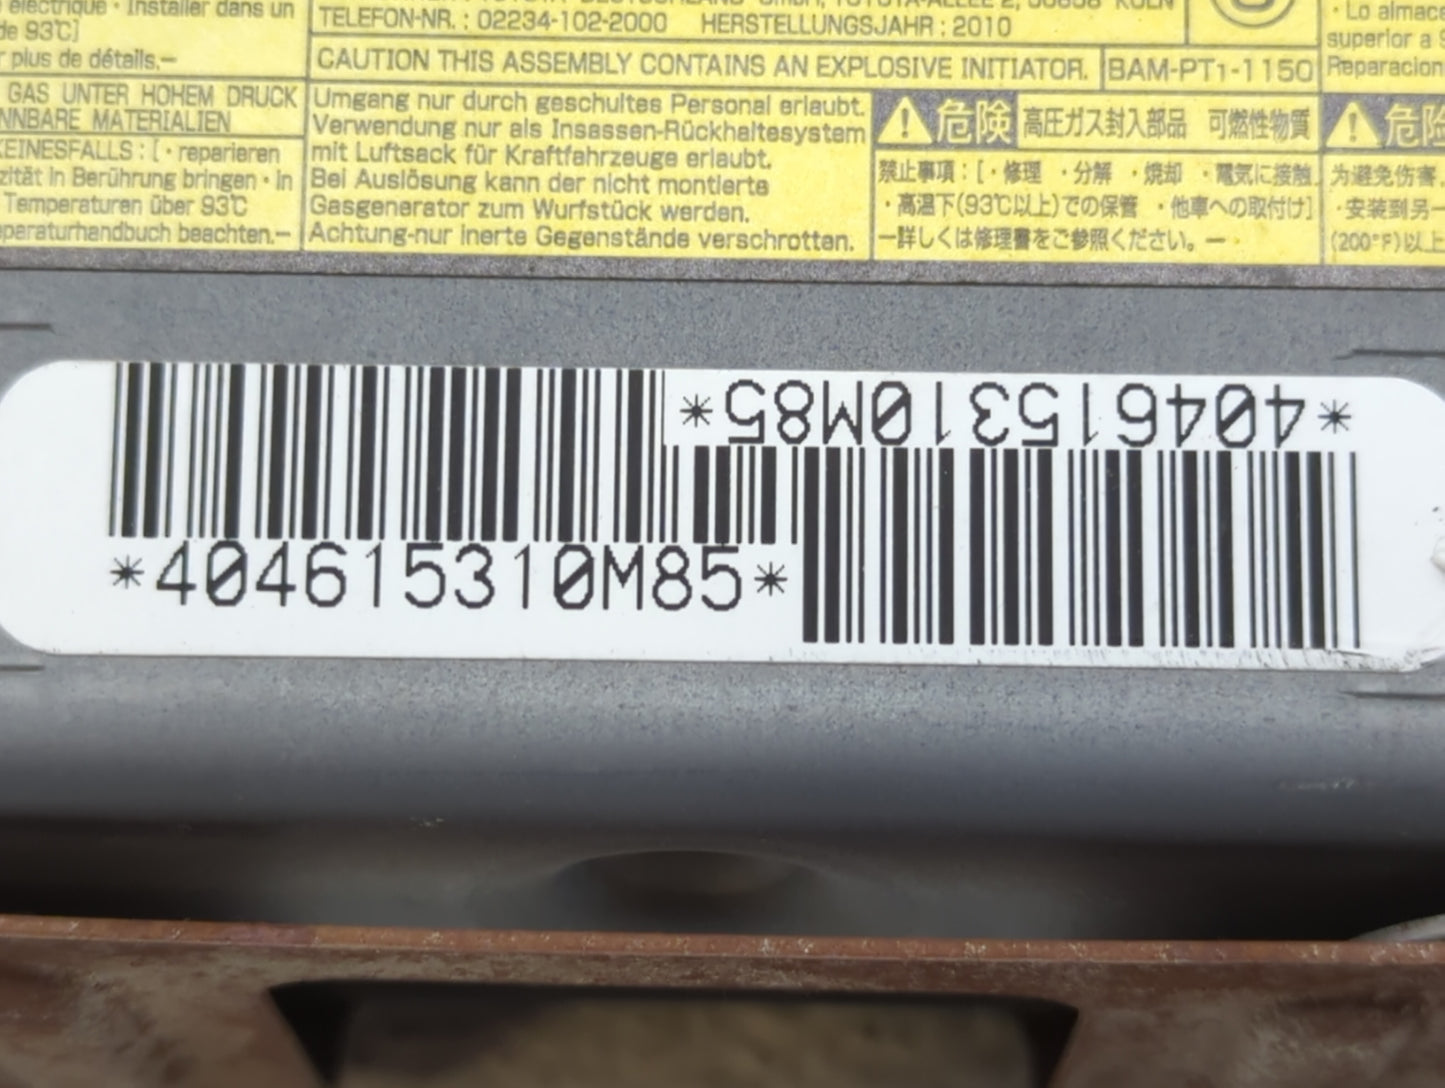 électrique・Installer dans un
de 93℃]
plus de détails.—
GAS UNTER HOHEM DRUCK
MATERIALIEN
KEINESFALLS : [・reparieren
in Berührung bringen・in
Temperaturen über 93℃
beachten.—
TELEFON-NR. : 02234-102-2000 HERSTELLUNGSJAHR : 2010
CAUTION THIS ASSEMBLY CONTAINS AN EXPLOSIVE INITIATOR.
BAM-PT1-1150
Umgang nur durch geschultes Personal erlaubt.
Verwendung nur als Insassen-Rückhaltesystem
mit Luftsack für Kraftfahrzeuge erlaubt.
Bei Auslösung kann der nicht montierte
Gasgenerator zum Wurfstück werden.
Achtung-nur inerte Gegenstände verschrotten.
危険 高圧ガス封入部品 可燃性物質
禁止事項：[・修理 ・分解 ・焼却 ・電気に接触
・高温下(93℃以上)での保管 ・他車への取付け]
—詳しくは修理書をご参照ください。—
superior a
危险
为避免伤害
・安装到另一
(200°F)以上
*404615310M85*
*404615310M85*